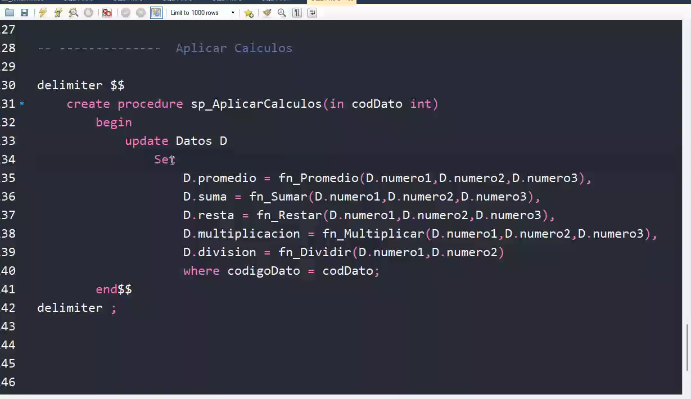 Limit to 1000 rows
27
28 -- --------------  Aplicar Calculos
29
30 delimiter $$
31 create procedure sp_AplicarCalculos(in codDato int)
32 begin
33 update Datos D
34 Set
35 D.promedio = fn_Promedio(D.numero1,D.numero2,D.numero3),
36 D.suma = fn_Sumar(D.numero1,D.numero2,D.numero3),
37 D.resta = fn_Restar(D.numero1,D.numero2,D.numero3),
38 D.multiplicacion = fn_Multiplicar(D.numero1,D.numero2,D.numero3),
39 D.division = fn_Dividir(D.numero1,D.numero2)
40 where codigoDato = codDato;
41 end$$
42 delimiter ;
43
44
45
46